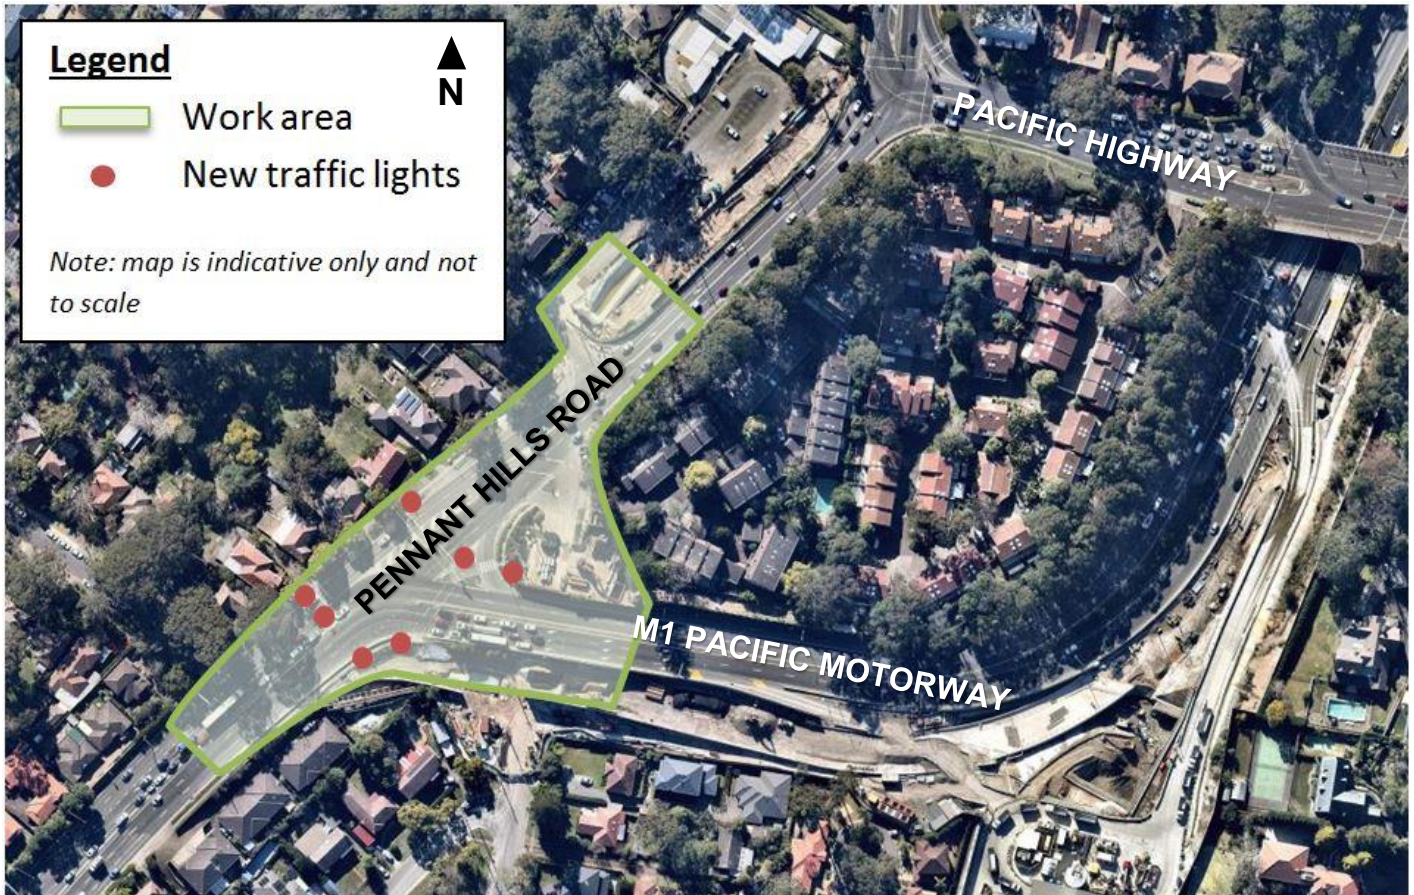 Legend
N
Work area
New traffic lights
Note: map is indicative only and not
to scale
PACIFIC HIGHWAY
PENNANT HILLS ROAD
M1 PACIFIC MOTORWAY